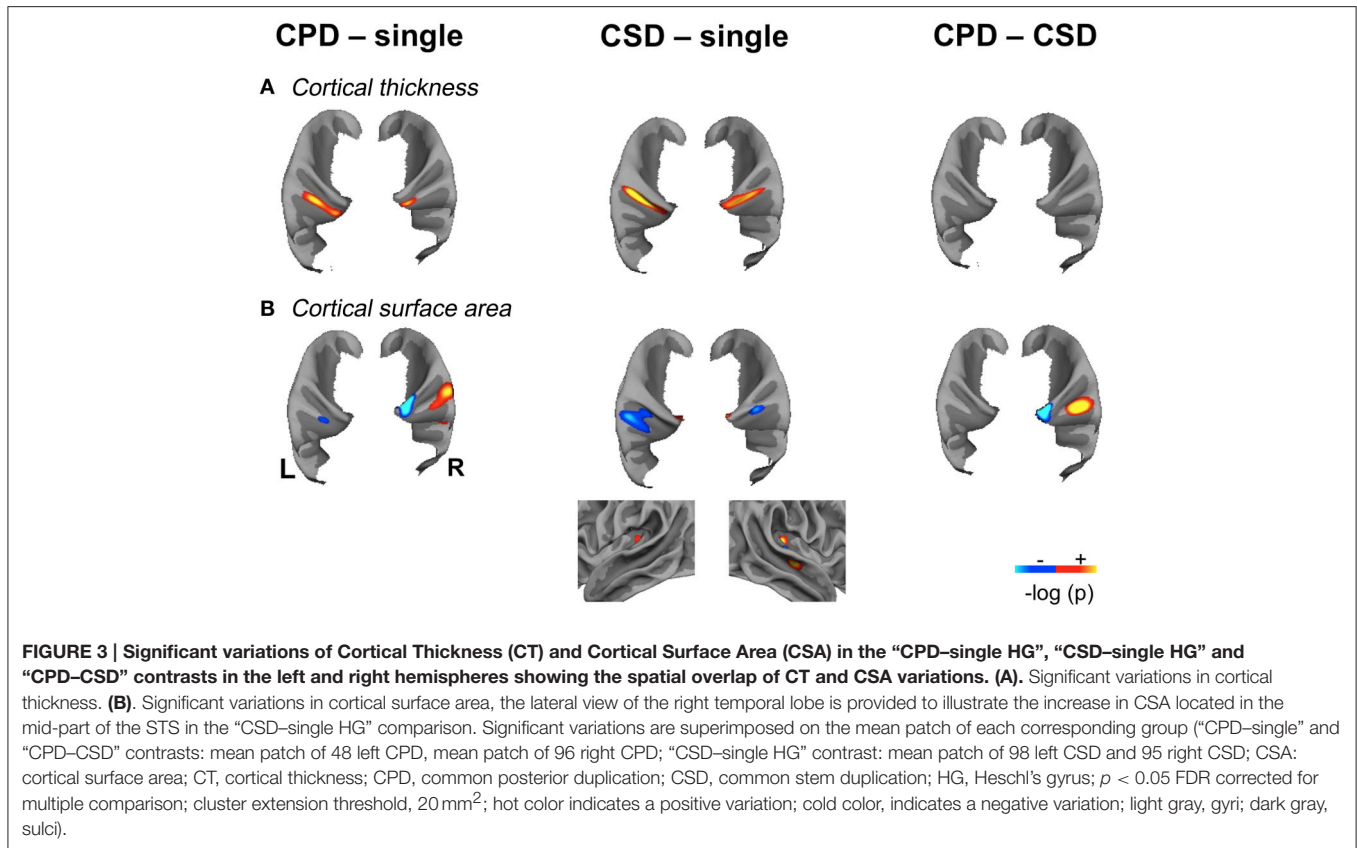 CPD – single CSD – single CPD – CSD
A Cortical thickness
B Cortical surface area
L R
- +
-log (p)
FIGURE 3 | Significant variations of Cortical Thickness (CT) and Cortical Surface Area (CSA) in the “CPD–single HG”, “CSD–single HG” and
“CPD–CSD” contrasts in the left and right hemispheres showing the spatial overlap of CT and CSA variations. (A). Significant variations in cortical
thickness. (B). Significant variations in cortical surface area, the lateral view of the right temporal lobe is provided to illustrate the increase in CSA located in the
mid-part of the STS in the “CSD–single HG” comparison. Significant variations are superimposed on the mean patch of each corresponding group (“CPD–single” and
“CPD–CSD” contrasts: mean patch of 48 left CPD, mean patch of 96 right CPD; “CSD–single HG” contrast: mean patch of 98 left CSD and 95 right CSD; CSA:
cortical surface area; CT, cortical thickness; CPD, common posterior duplication; CSD, common stem duplication; HG, Heschl’s gyrus; p < 0.05 FDR corrected for
multiple comparison; cluster extension threshold, 20 mm²; hot color indicates a positive variation; cold color, indicates a negative variation; light gray, gyri; dark gray,
sulci).